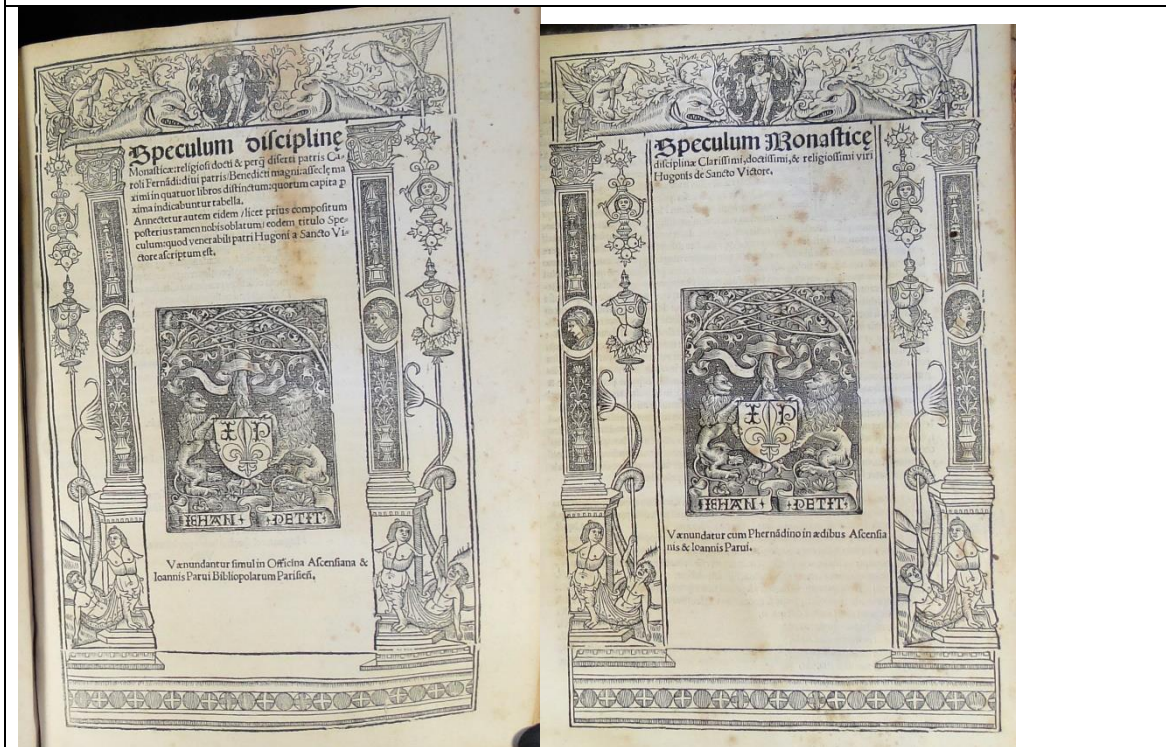 Speculum disciplinę
Monasticæ: religiosi docti & perq̃ diserti patris Ca-
roli Fernãdi: diui patris Benedicti magni: asseclę ma
ximi in quatuor libros distinctum: quorum capita ꝓ
xima indicabuntur tabella.
Annectetur autem eidem / licet prius compositum
posterius tamen nobis oblatum / eodem titulo Spe-
culum: quod venerabili patri Hugoni a Sancto Vi-
ctore ascriptum est.
I P
IEHAN PETIT
Vænundantur simul in Officina Ascensiana &
Ioannis Parui Bibliopolarum Parisieñ.
Speculum Monasticę
disciplinæ Clarissimi, doctissimi, & religiossimi viri
Hugonis de Sancto Victore.
I P
IEHAN PETIT
Vænundatur cum Phernãdino in ædibus Ascensia
nis & Ioannis Parui.